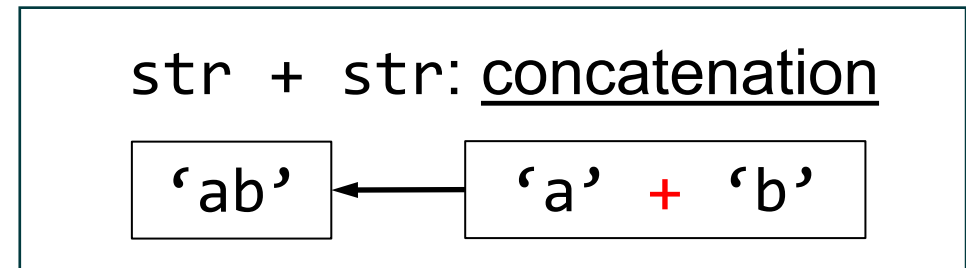 str + str: concatenation
‘ab’ ‘a’ + ‘b’